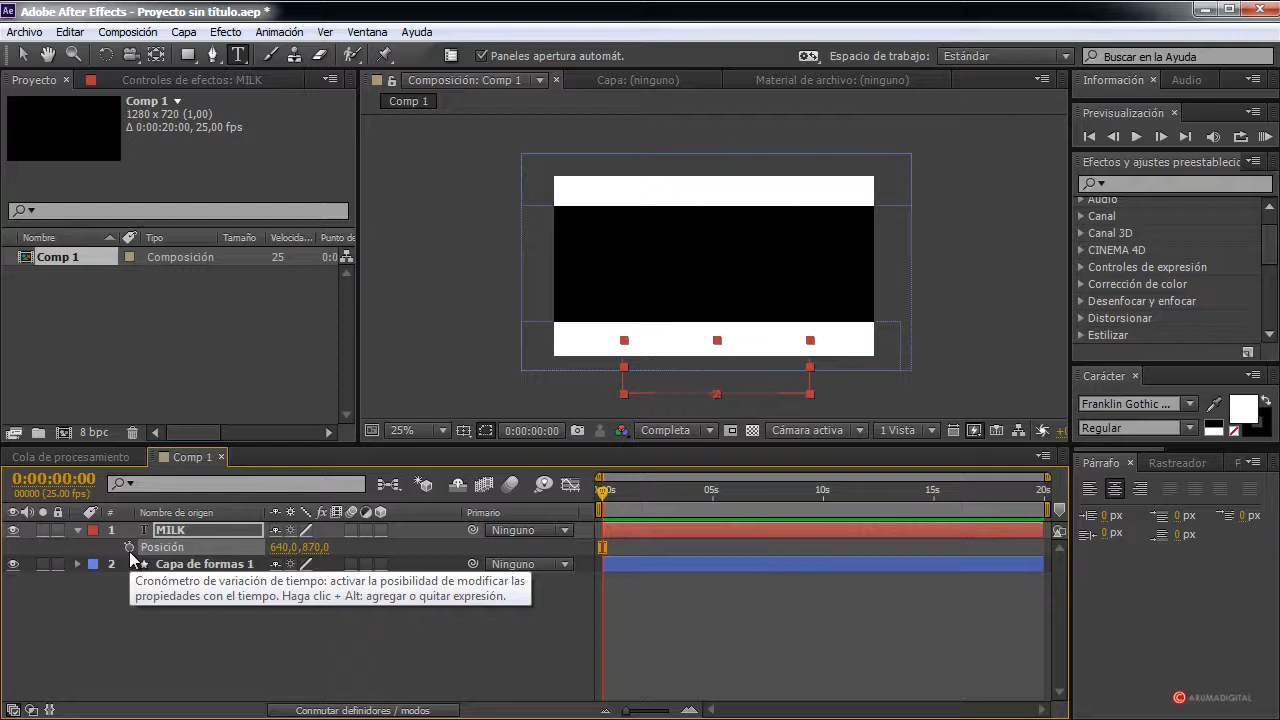 Adobe After Effects - Proyecto sin título.aep *
Archivo Editar Composición Capa Efecto Animación Ver Ventana Ayuda
Paneles apertura automát. Espacio de trabajo: Estándar Buscar en la Ayuda
Proyecto Controles de efectos: MILK
Comp 1
1280 x 720 (1,00)
Δ 0:00:20:00, 25,00 fps
Nombre Tipo Tamaño Velocida... Punto de
Comp 1 Composición 25 0:0
8 bpc
Composición: Comp 1 Capa: (ninguno) Material de archivo: (ninguno)
Comp 1
25% 0:00:00:00 Completa Cámara activa 1 Vista +0
Información Audio
Previsualización
Efectos y ajustes preestablecido
Audio
Canal
Canal 3D
CINEMA 4D
Controles de expresión
Corrección de color
Desenfocar y enfocar
Distorsionar
Estilizar
Carácter
Franklin Gothic ...
Regular
Cola de procesamiento Comp 1
0:00:00:00
00000 (25.00 fps)
# Nombre de origen fx Primario
1 T MILK Ninguno
Posición 640,0,870,0
2 Capa de formas 1 Ninguno
Cronómetro de variación de tiempo: activar la posibilidad de modificar las
propiedades con el tiempo. Haga clic + Alt: agregar o quitar expresión.
00s 05s 10s 15s 20s
Conmutar definidores / modos
Párrafo Rastreador F
0 px 0 px 0 px
0 px 0 px
© ARUMADIGITAL